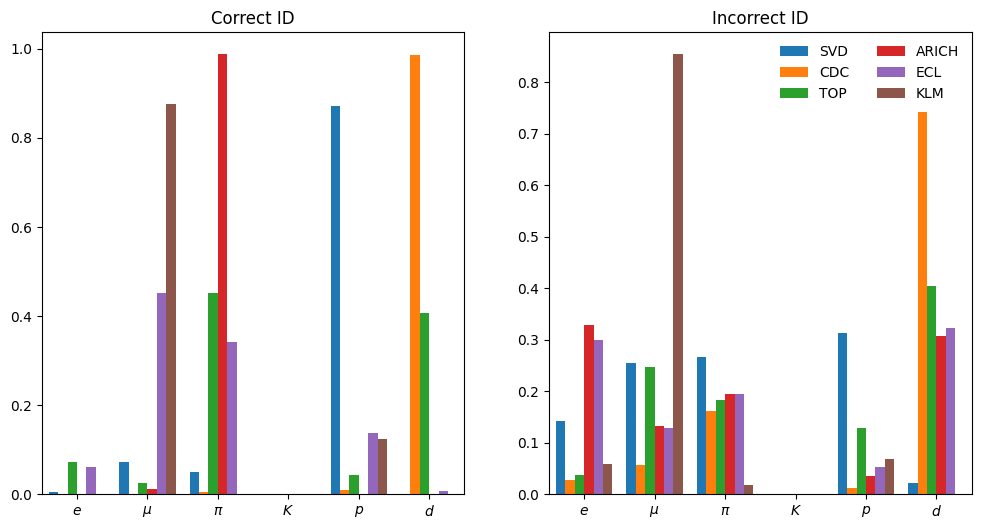 Correct ID
1.0
0.8
0.6
0.4
0.2
0.0
e μ π K p d
Incorrect ID
SVD ARICH
CDC ECL
TOP KLM
0.8
0.7
0.6
0.5
0.4
0.3
0.2
0.1
0.0
e μ π K p d